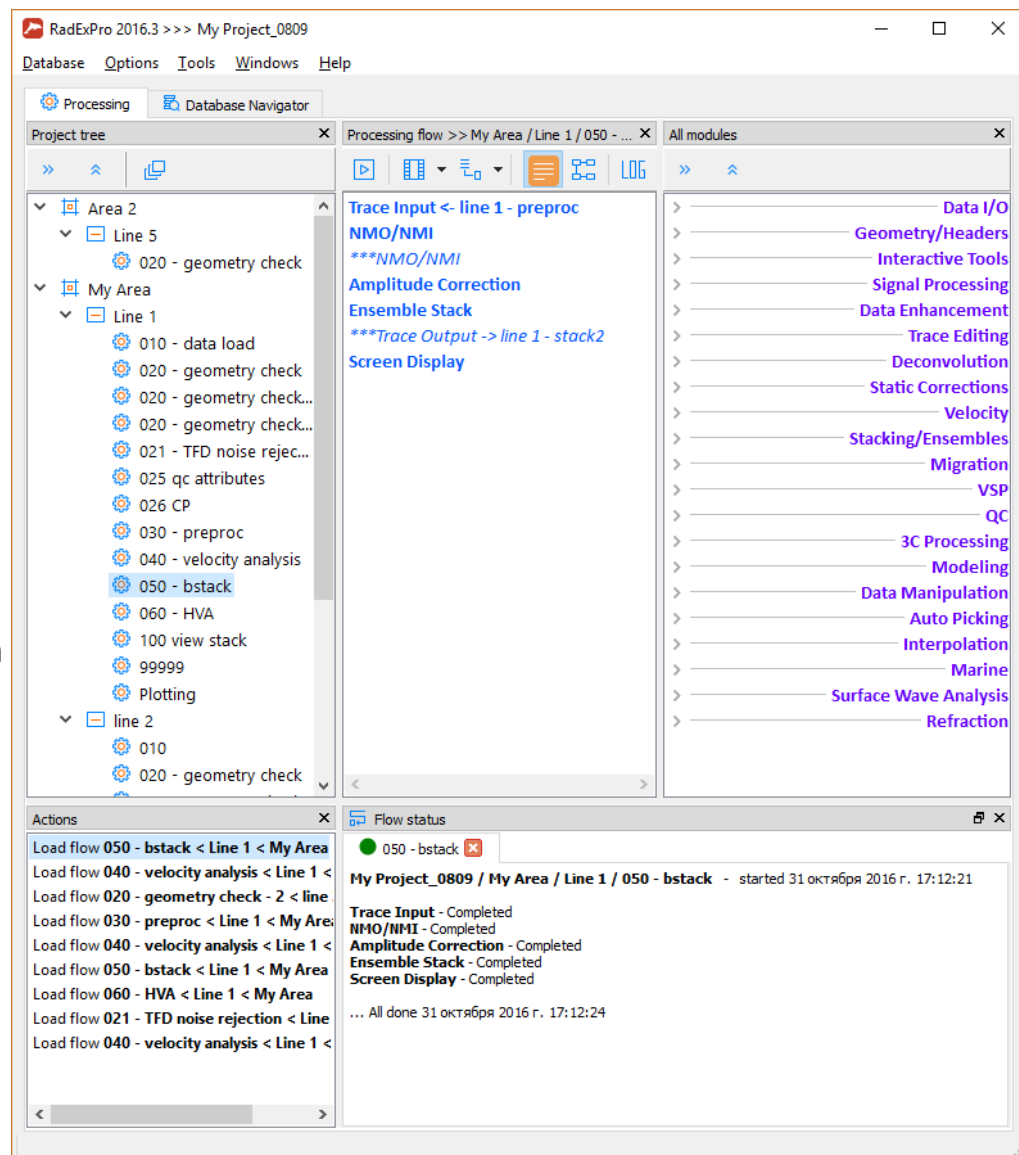 RadExPro 2016.3 >>> My Project_0809
Database Options Tools Windows Help
Processing Database Navigator
Project tree
Area 2
Line 5
020 - geometry check
My Area
Line 1
010 - data load
020 - geometry check
020 - geometry check...
020 - geometry check...
021 - TFD noise rejec...
025 qc attributes
026 CP
030 - preproc
040 - velocity analysis
050 - bstack
060 - HVA
100 view stack
99999
Plotting
line 2
010
020 - geometry check
Processing flow >> My Area / Line 1 / 050 - ...
LOG
Trace Input <- line 1 - preproc
NMO/NMI
***NMO/NMI
Amplitude Correction
Ensemble Stack
***Trace Output -> line 1 - stack2
Screen Display
All modules
Data I/O
Geometry/Headers
Interactive Tools
Signal Processing
Data Enhancement
Trace Editing
Deconvolution
Static Corrections
Velocity
Stacking/Ensembles
Migration
VSP
QC
3C Processing
Modeling
Data Manipulation
Auto Picking
Interpolation
Marine
Surface Wave Analysis
Refraction
Actions
Load flow 050 - bstack < Line 1 < My Area
Load flow 040 - velocity analysis < Line 1 <
Load flow 020 - geometry check - 2 < line
Load flow 030 - preproc < Line 1 < My Area
Load flow 040 - velocity analysis < Line 1 <
Load flow 050 - bstack < Line 1 < My Area
Load flow 060 - HVA < Line 1 < My Area
Load flow 021 - TFD noise rejection < Line
Load flow 040 - velocity analysis < Line 1 <
Flow status
050 - bstack
My Project_0809 / My Area / Line 1 / 050 - bstack - started 31 октября 2016 г. 17:12:21
Trace Input - Completed
NMO/NMI - Completed
Amplitude Correction - Completed
Ensemble Stack - Completed
Screen Display - Completed
... All done 31 октября 2016 г. 17:12:24